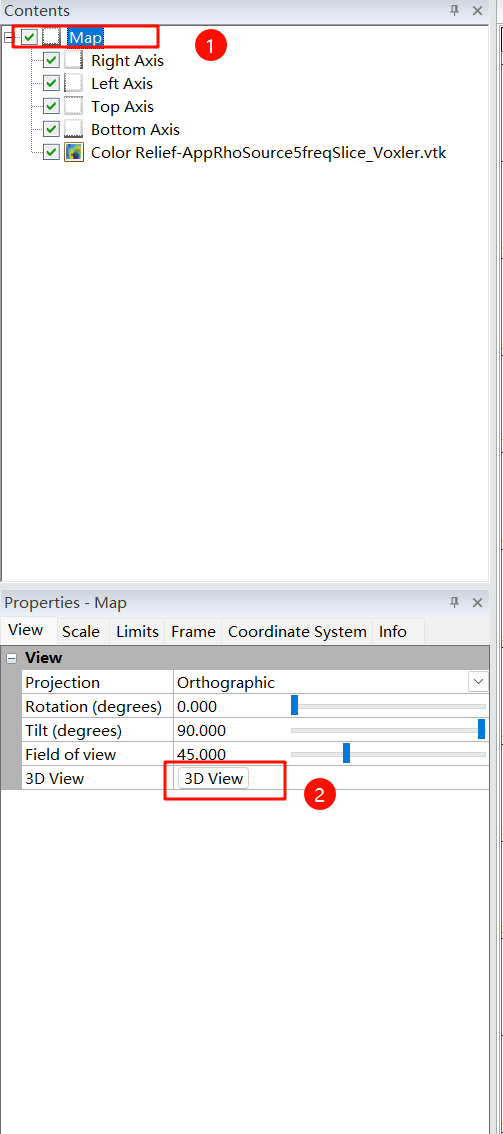 Contents
Map
1
Right Axis
Left Axis
Top Axis
Bottom Axis
Color Relief-AppRhoSource5freqSlice_Voxler.vtk
Properties - Map
View Scale Limits Frame Coordinate System Info
View
Projection Orthographic
Rotation (degrees) 0.000
Tilt (degrees) 90.000
Field of view 45.000
3D View 3D View
2